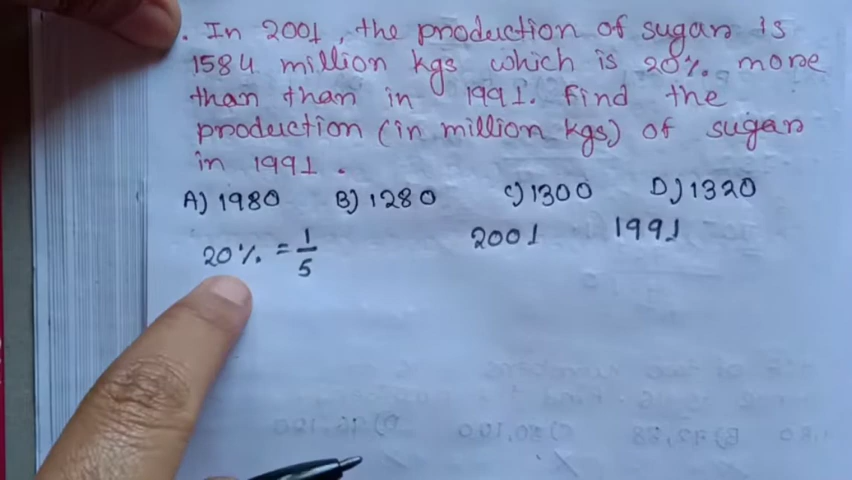 . In 2001, the production of sugar is
1584 million kgs which is 20% more
than than in 1991. Find the
production (in million kgs) of sugar
in 1991.
A) 1980 B) 1280 C) 1300 D) 1320
20% = 1/5 2001 1991